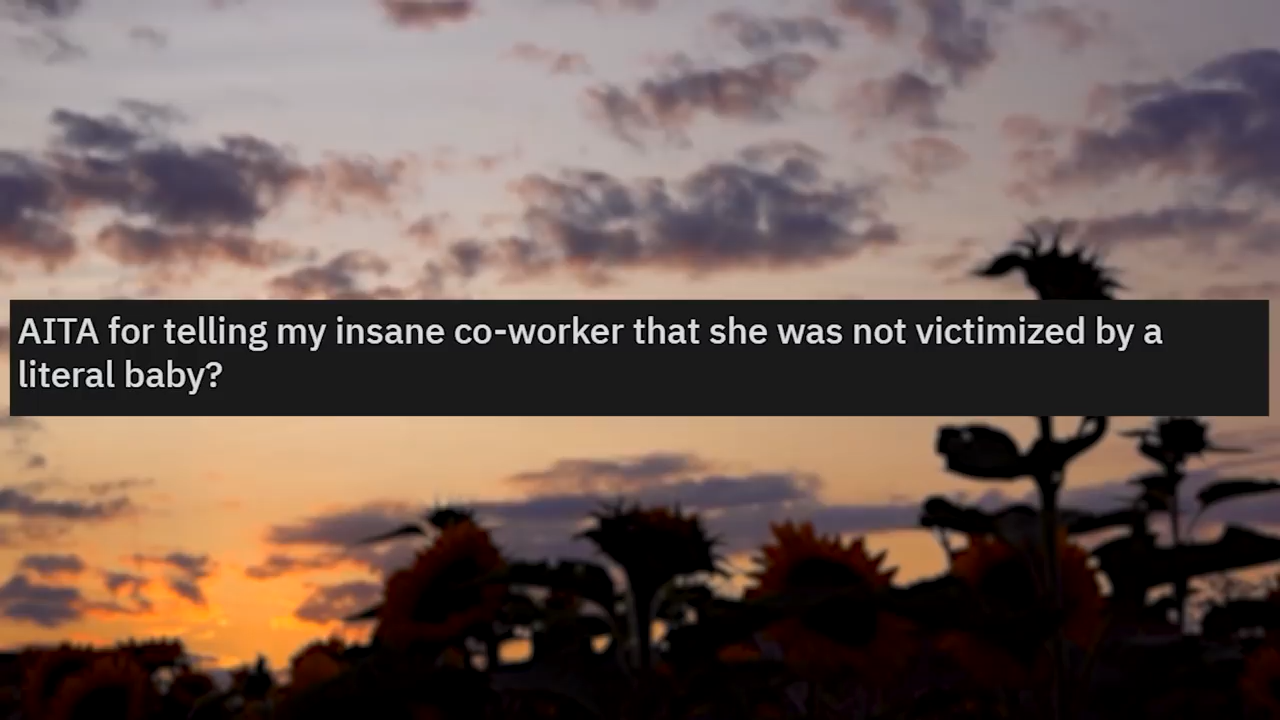 AITA for telling my insane co-worker that she was not victimized by a
literal baby?